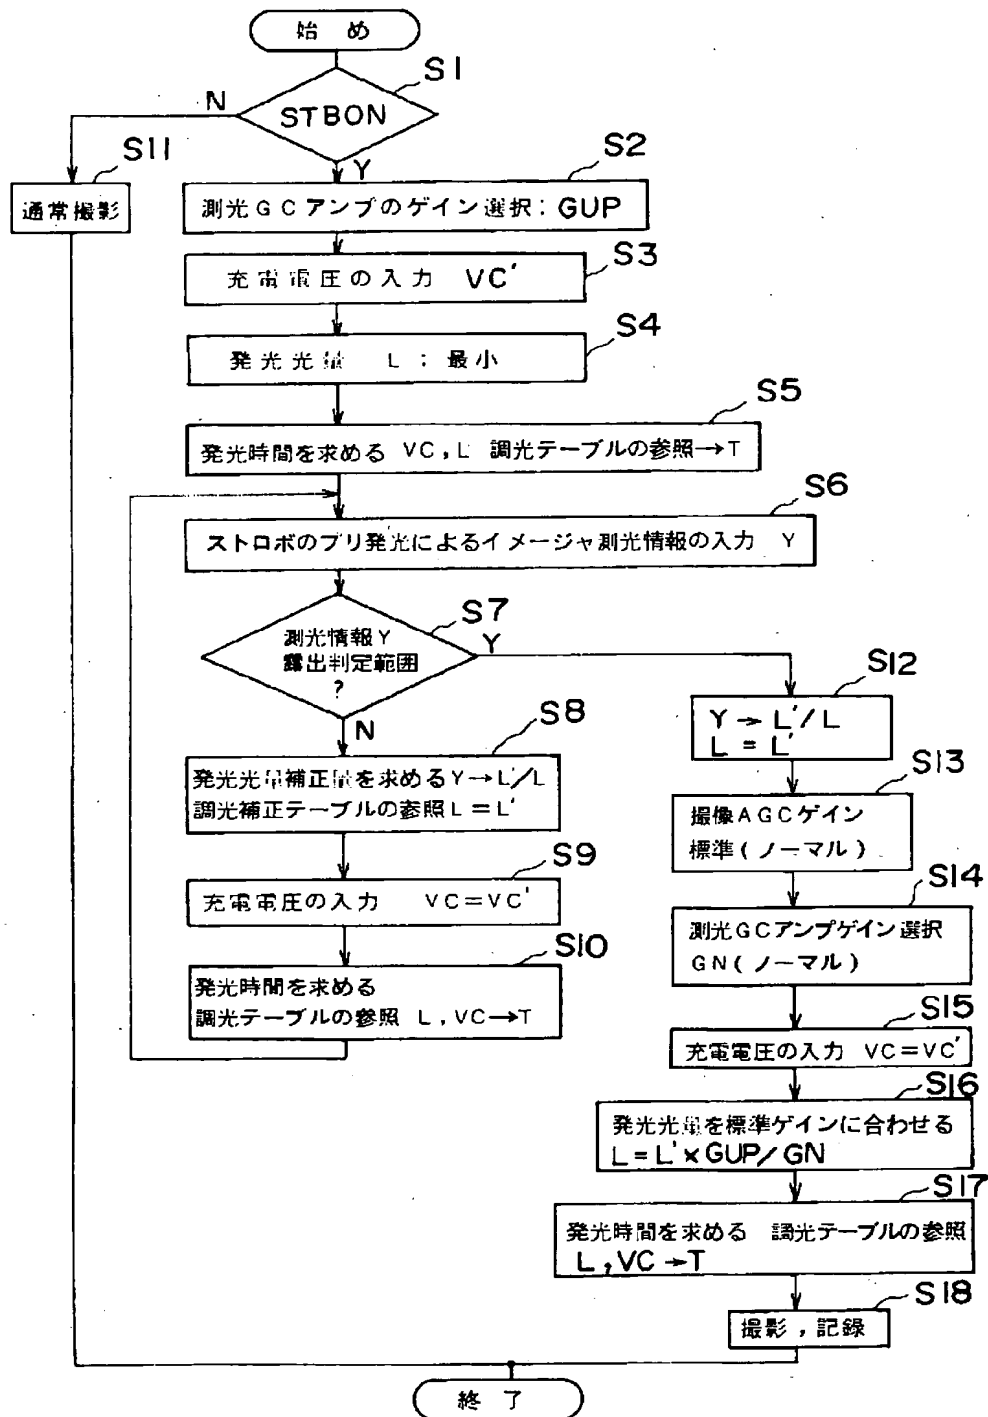 始め
S1
STBON
N
Y
S11
通常撮影
S2
測光GCアンプのゲイン選択:GUP
S3
充電電圧の入力 VC'
S4
発光光量 L:最小
S5
発光時間を求める VC,L 調光テーブルの参照→T
S6
ストロボのプリ発光によるイメージャ測光情報の入力 Y
S7
測光情報Y
露出判定範囲
?
Y
N
S8
発光光量補正量を求めるY→L'/L
調光補正テーブルの参照L=L'
S9
充電電圧の入力 VC=VC'
S10
発光時間を求める
調光テーブルの参照 L,VC→T
S12
Y→L'/L
L=L'
S13
撮像AGCゲイン
標準(ノーマル)
S14
測光GCアンプゲイン選択
GN(ノーマル)
S15
充電電圧の入力 VC=VC'
S16
発光光量を標準ゲインに合わせる
L=L'×GUP/GN
S17
発光時間を求める 調光テーブルの参照
L,VC→T
S18
撮影,記録
終了